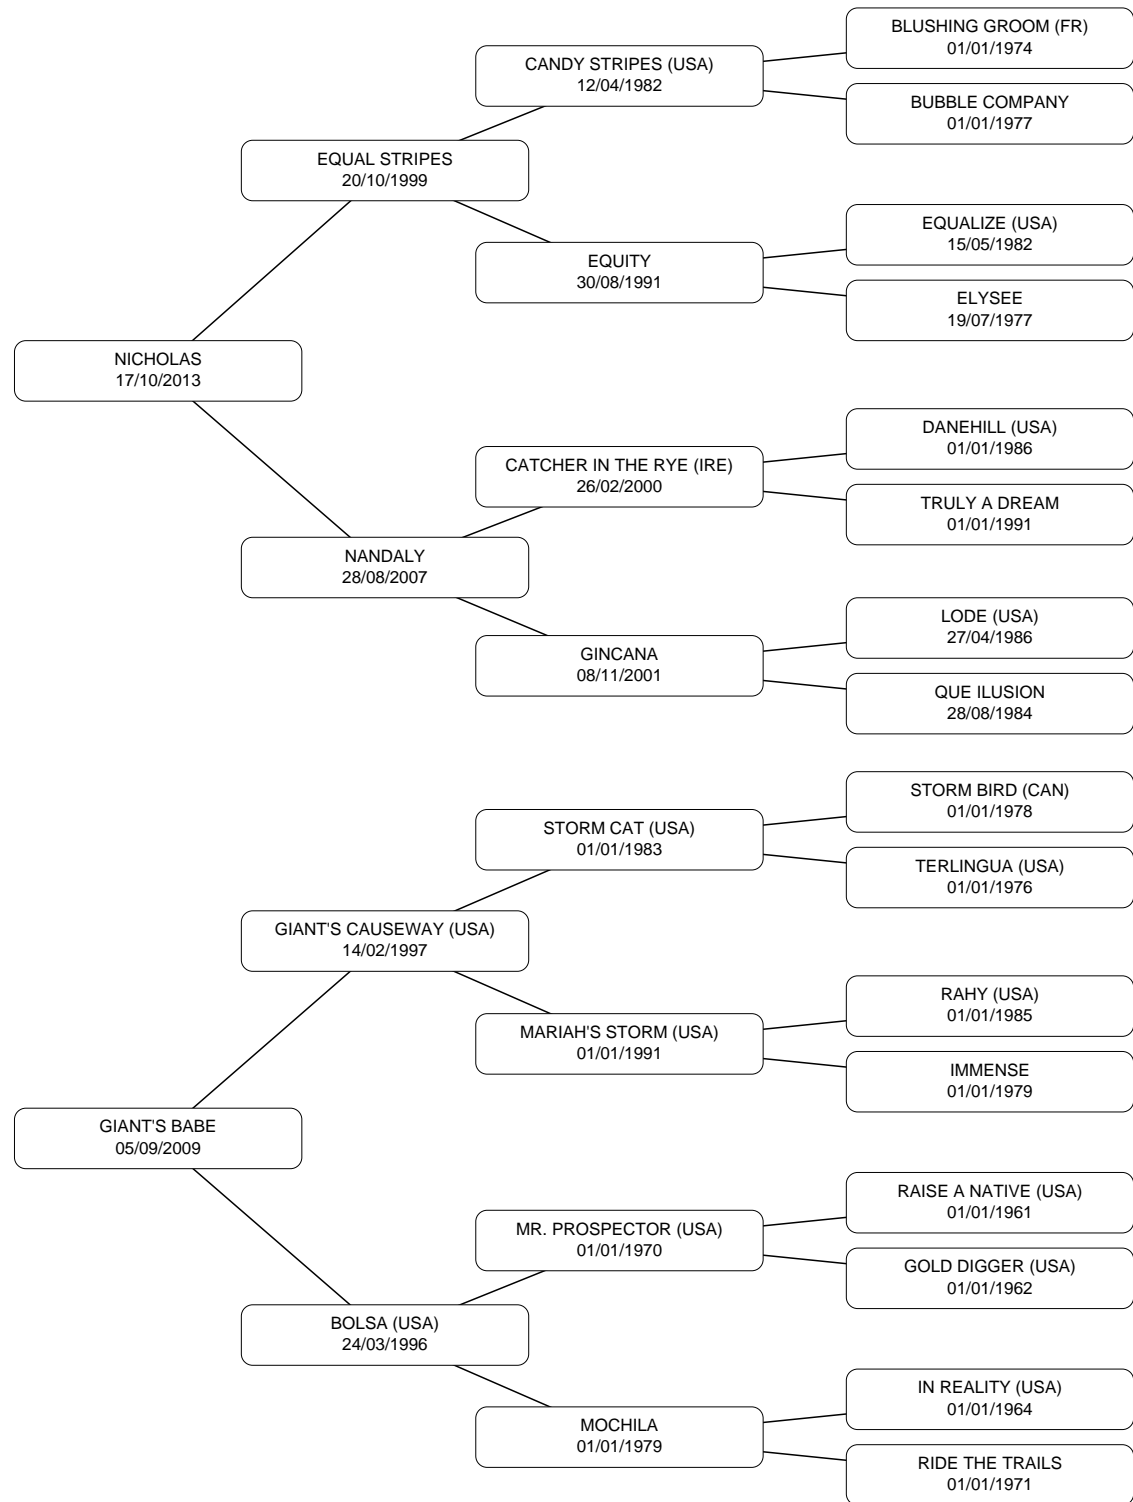 BLUSHING GROOM (FR)
01/01/1974
CANDY STRIPES (USA)
12/04/1982
BUBBLE COMPANY
01/01/1977
EQUAL STRIPES
20/10/1999
EQUALIZE (USA)
15/05/1982
EQUITY
30/08/1991
ELYSEE
19/07/1977
NICHOLAS
17/10/2013
DANEHILL (USA)
01/01/1986
CATCHER IN THE RYE (IRE)
26/02/2000
TRULY A DREAM
01/01/1991
NANDALY
28/08/2007
LODE (USA)
27/04/1986
GINCANA
08/11/2001
QUE ILUSION
28/08/1984
STORM BIRD (CAN)
01/01/1978
STORM CAT (USA)
01/01/1983
TERLINGUA (USA)
01/01/1976
GIANT'S CAUSEWAY (USA)
14/02/1997
RAHY (USA)
01/01/1985
MARIAH'S STORM (USA)
01/01/1991
IMMENSE
01/01/1979
GIANT'S BABE
05/09/2009
RAISE A NATIVE (USA)
01/01/1961
MR. PROSPECTOR (USA)
01/01/1970
GOLD DIGGER (USA)
01/01/1962
BOLSA (USA)
24/03/1996
IN REALITY (USA)
01/01/1964
MOCHILA
01/01/1979
RIDE THE TRAILS
01/01/1971